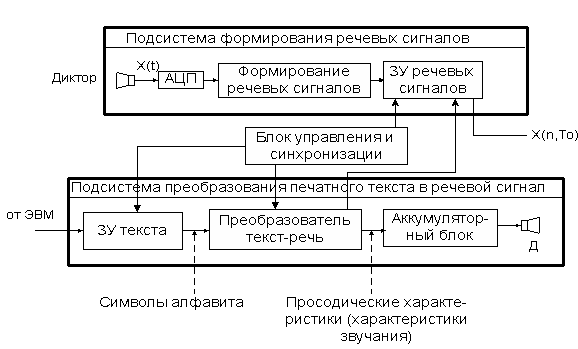 Подсистема формирования речевых сигналов
X(t)
Диктор
АЦП
Формирование
речевых сигналов
ЗУ речевых
сигналов
X(n,To)
Блок управления и
синхронизации
Подсистема преобразования печатного текста в речевой сигнал
от ЭВМ
ЗУ текста
Преобразователь
текст-речь
Аккумулятор-
ный блок
Д
Символы алфавита
Просодические характе-
ристики (характеристики
звучания)